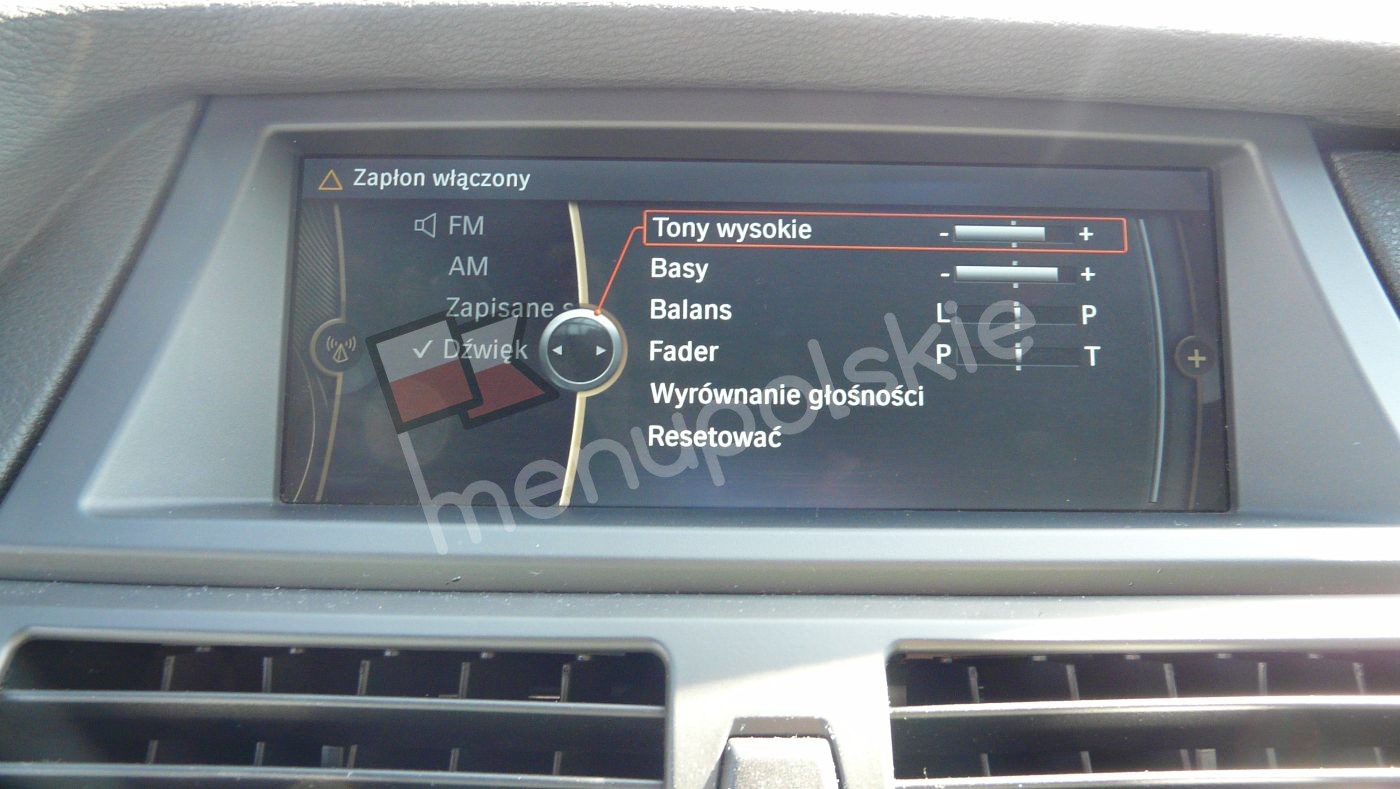 Zapłon włączony
FM
AM
Zapisane s
✓ Dźwięk
Tony wysokie - +
Basy - +
Balans L P
Fader P T
Wyrównanie głośności
Resetować
menupolskie